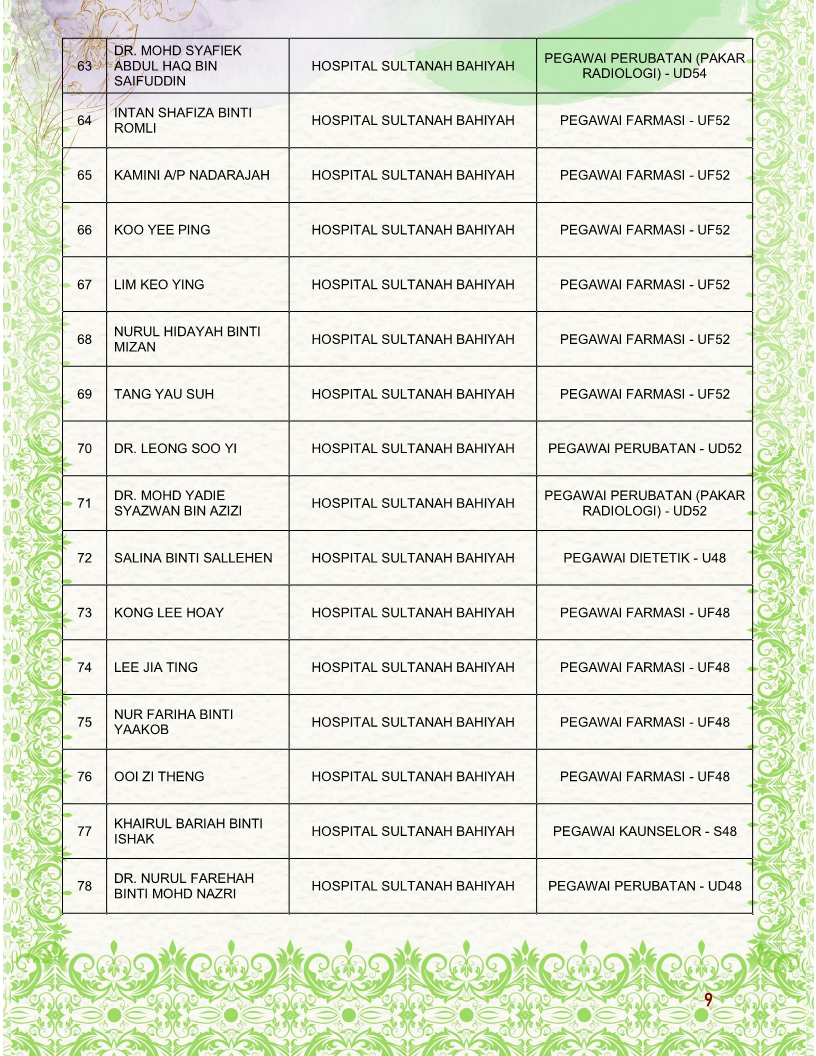 63
DR. MOHD SYAFIEK
ABDUL HAQ BIN
SAIFUDDIN
HOSPITAL SULTANAH BAHIYAH
PEGAWAI PERUBATAN (PAKAR
RADIOLOGI) - UD54
64
INTAN SHAFIZA BINTI
ROMLI
HOSPITAL SULTANAH BAHIYAH
PEGAWAI FARMASI - UF52
65
KAMINI A/P NADARAJAH
HOSPITAL SULTANAH BAHIYAH
PEGAWAI FARMASI - UF52
66
KOO YEE PING
HOSPITAL SULTANAH BAHIYAH
PEGAWAI FARMASI - UF52
67
LIM KEO YING
HOSPITAL SULTANAH BAHIYAH
PEGAWAI FARMASI - UF52
68
NURUL HIDAYAH BINTI
MIZAN
HOSPITAL SULTANAH BAHIYAH
PEGAWAI FARMASI - UF52
69
TANG YAU SUH
HOSPITAL SULTANAH BAHIYAH
PEGAWAI FARMASI - UF52
70
DR. LEONG SOO YI
HOSPITAL SULTANAH BAHIYAH
PEGAWAI PERUBATAN - UD52
71
DR. MOHD YADIE
SYAZWAN BIN AZIZI
HOSPITAL SULTANAH BAHIYAH
PEGAWAI PERUBATAN (PAKAR
RADIOLOGI) - UD52
72
SALINA BINTI SALLEHEN
HOSPITAL SULTANAH BAHIYAH
PEGAWAI DIETETIK - U48
73
KONG LEE HOAY
HOSPITAL SULTANAH BAHIYAH
PEGAWAI FARMASI - UF48
74
LEE JIA TING
HOSPITAL SULTANAH BAHIYAH
PEGAWAI FARMASI - UF48
75
NUR FARIHA BINTI
YAAKOB
HOSPITAL SULTANAH BAHIYAH
PEGAWAI FARMASI - UF48
76
OOI ZI THENG
HOSPITAL SULTANAH BAHIYAH
PEGAWAI FARMASI - UF48
77
KHAIRUL BARIAH BINTI
ISHAK
HOSPITAL SULTANAH BAHIYAH
PEGAWAI KAUNSELOR - S48
78
DR. NURUL FAREHAH
BINTI MOHD NAZRI
HOSPITAL SULTANAH BAHIYAH
PEGAWAI PERUBATAN - UD48
9